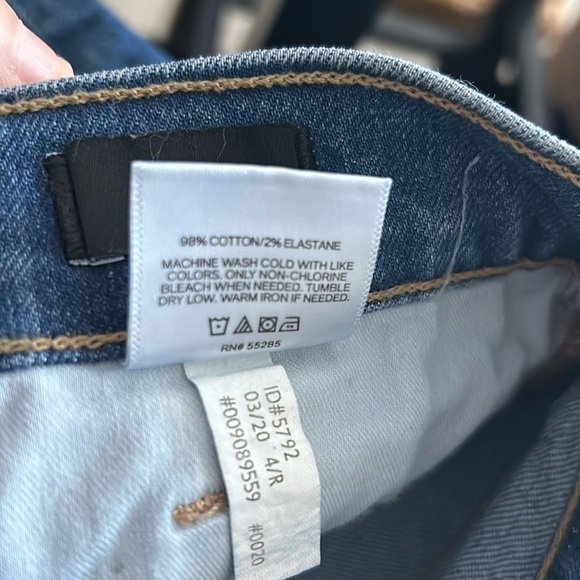 98% COTTON/2% ELASTANE
MACHINE WASH COLD WITH LIKE
COLORS. ONLY NON-CHLORINE
BLEACH WHEN NEEDED. TUMBLE
DRY LOW. WARM IRON IF NEEDED.
RN# 55285
ID#5792
03/20 4/R
#009089559 #0020